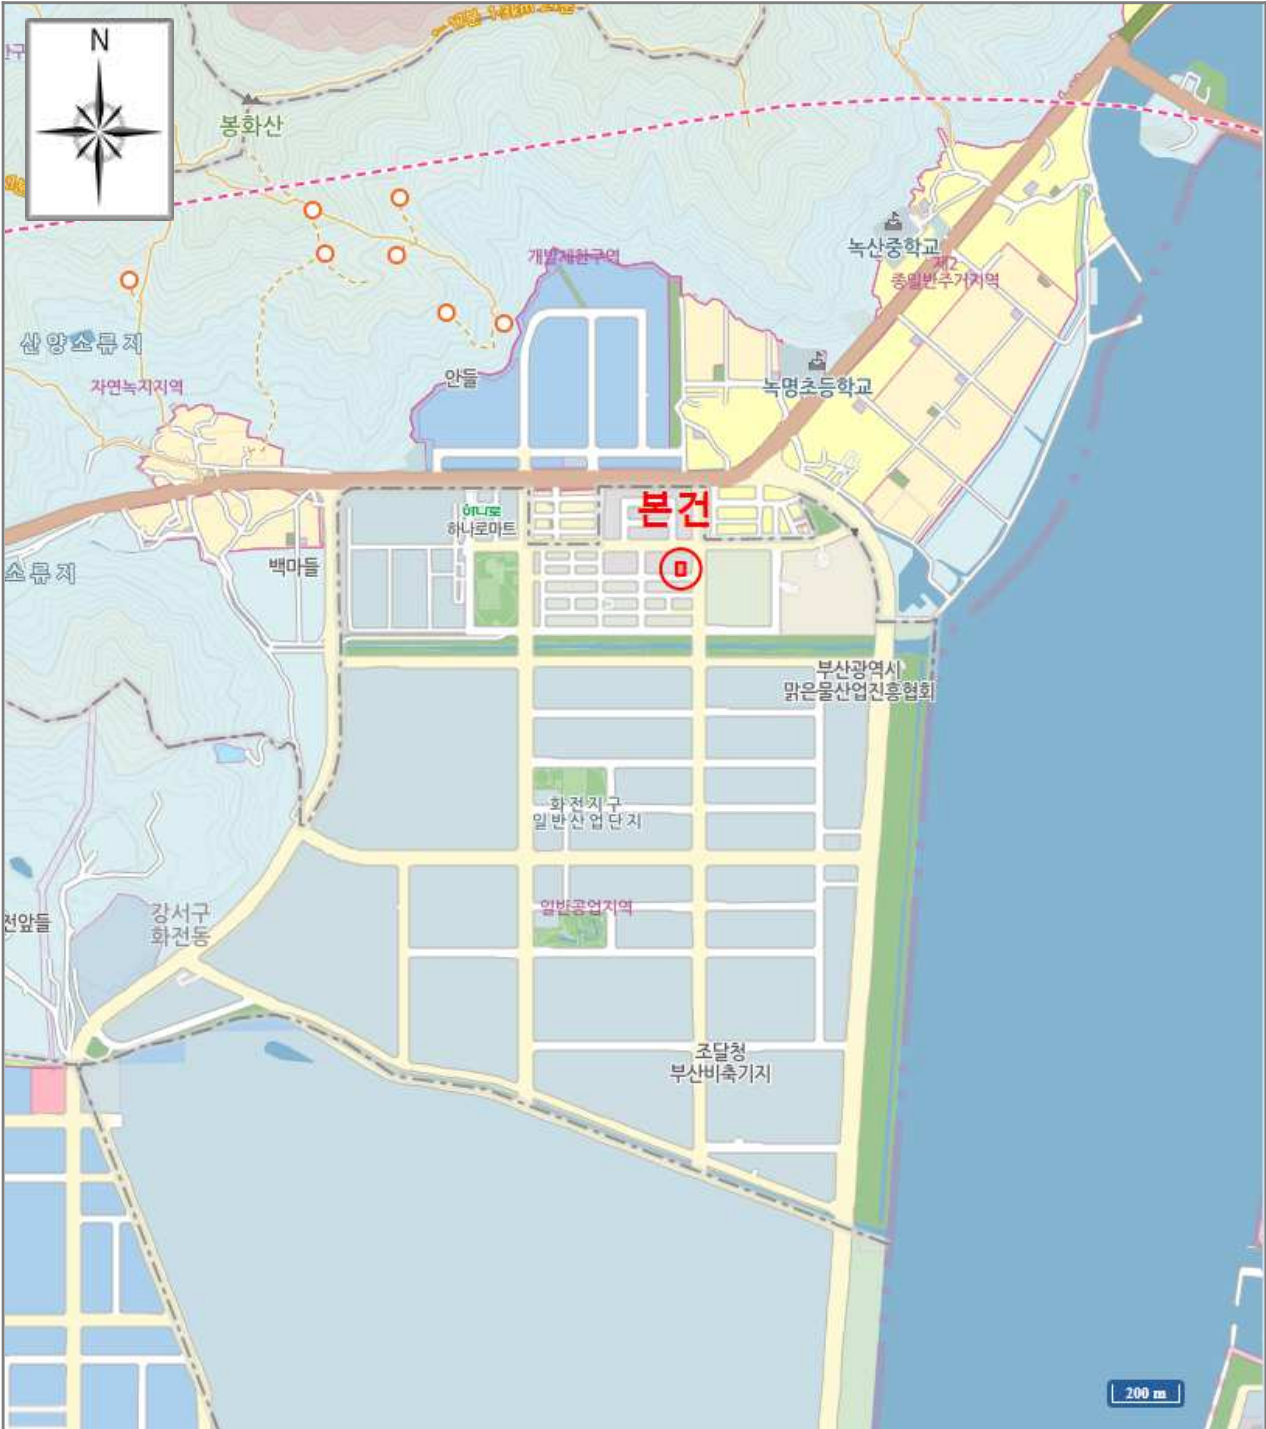 N
봉화산
개발제한구역
녹산중학교
제2
종일반주거지역
산양소류지
자연녹지지역
안들
녹명초등학교
본건
하나로
하나로마트
백마들
소류지
부산광역시
맑은물산업진흥협회
화전지구
일반산업단지
일반공업지역
강서구
화전동
전앞들
조달청
부산비축기지
200 m